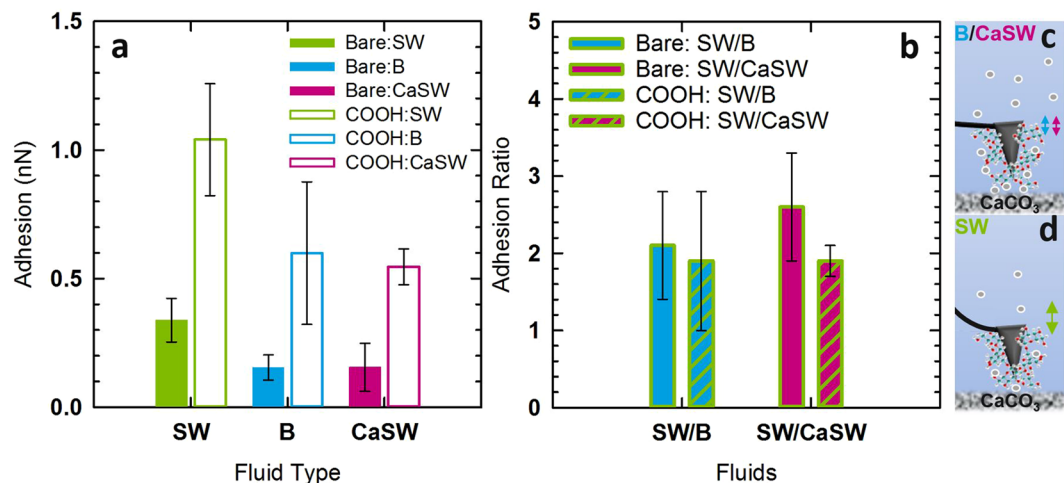 a
Adhesion (nN)
1.5
1.0
0.5
0.0
Bare:SW
Bare:B
Bare:CaSW
COOH:SW
COOH:B
COOH:CaSW
SW
B
CaSW
Fluid Type
b
Adhesion Ratio
5
4
3
2
1
0
Bare: SW/B
Bare: SW/CaSW
COOH: SW/B
COOH: SW/CaSW
SW/B
SW/CaSW
Fluids
B/CaSW
c
CaCO₃
SW
d
CaCO₃